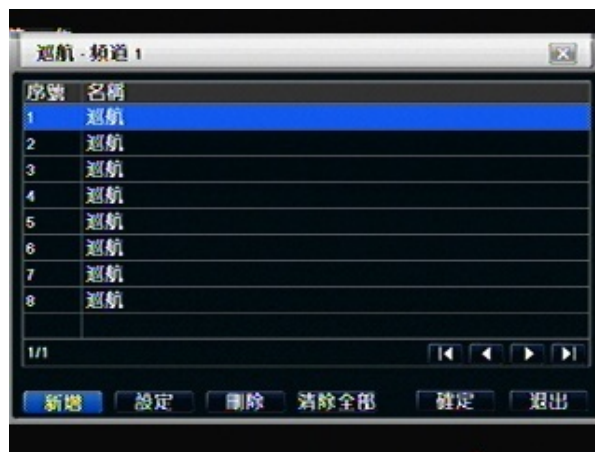 巡航 - 頻道 1
序號 名稱
1 巡航
2 巡航
3 巡航
4 巡航
5 巡航
6 巡航
7 巡航
8 巡航
1/1
新增 設定 刪除 清除全部 確定 退出